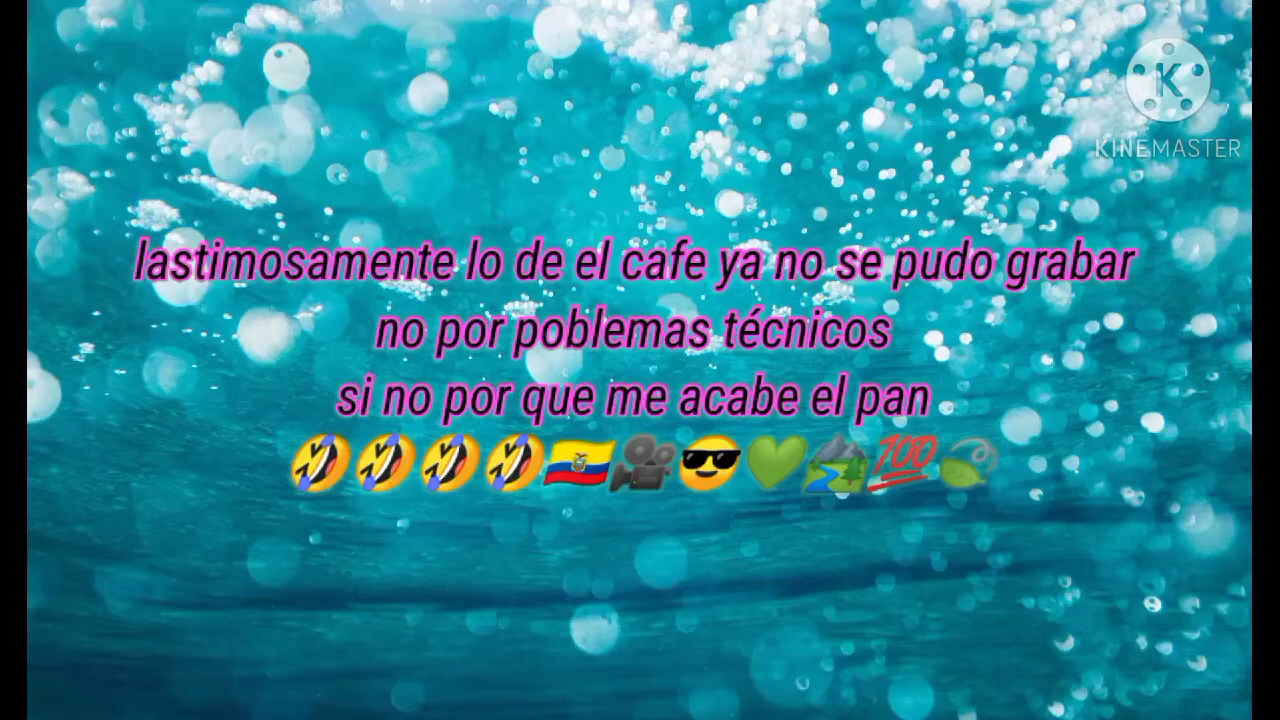 KINEMASTER
lastimosamente lo de el cafe ya no se pudo grabar
no por poblemas técnicos
si no por que me acabe el pan
🤣🤣🤣🤣🇪🇨🎥😎💚🏞️💯🍃